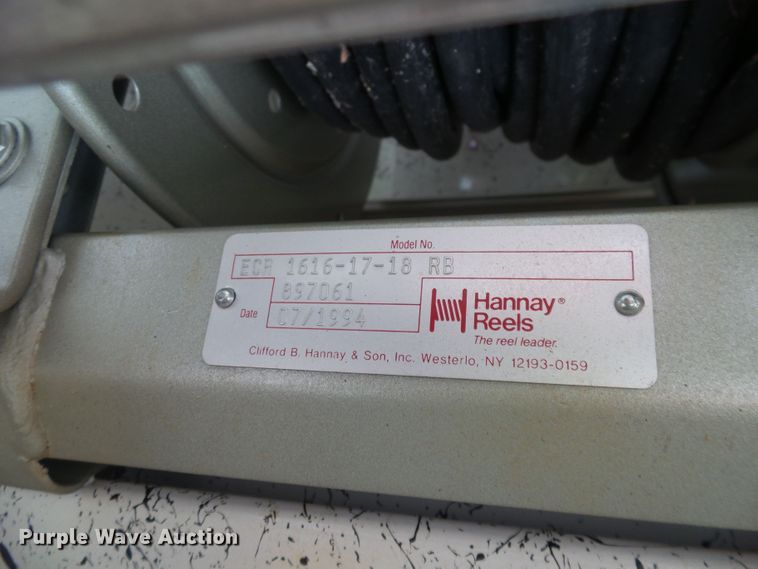 Model No.
ECR 1616-17-18 RB
897061
Date 07/1994
Hannay®
Reels
The reel leader.
Clifford B. Hannay & Son, Inc. Westerlo, NY 12193-0159
Purple Wave Auction